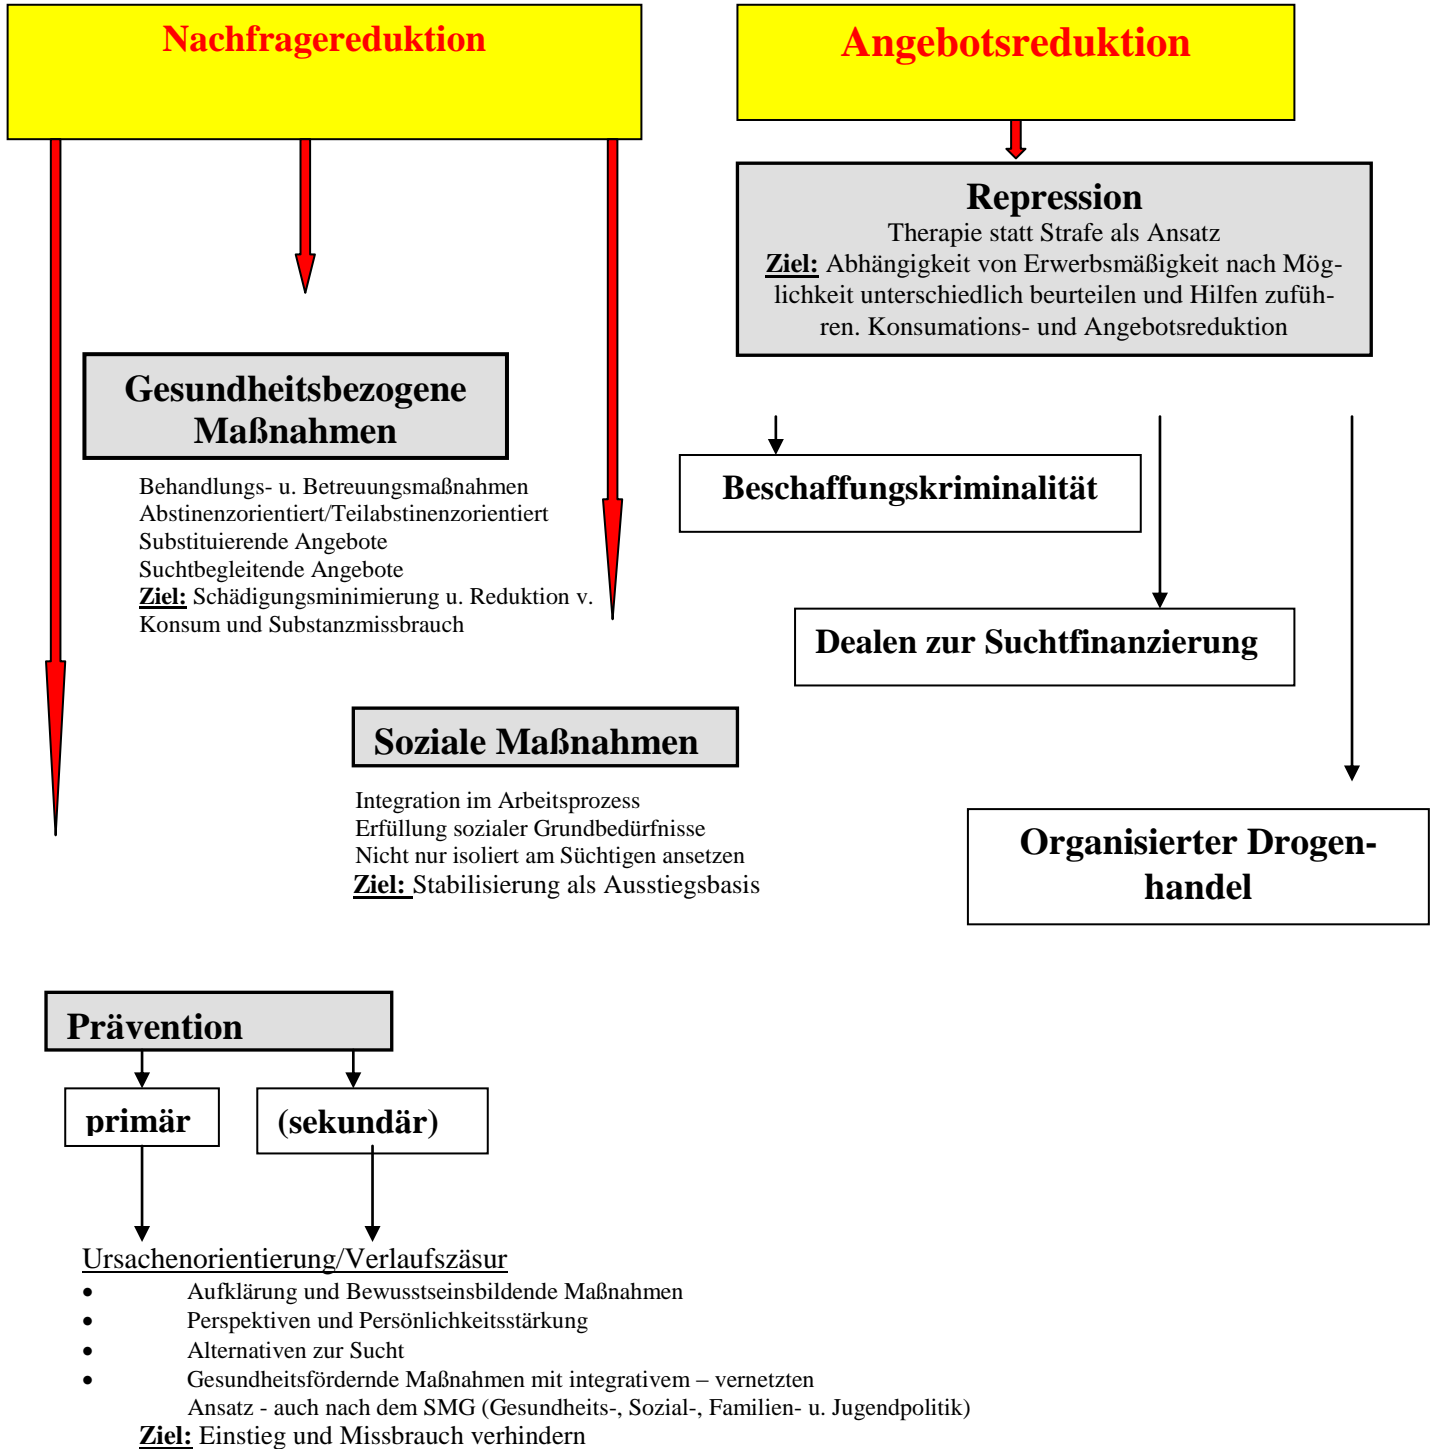 Nachfragereduktion
Angebotsreduktion
Repression
Therapie statt Strafe als Ansatz
Ziel: Abhängigkeit von Erwerbsmäßigkeit nach Mög-
lichkeit unterschiedlich beurteilen und Hilfen zufüh-
ren. Konsumations- und Angebotsreduktion
Gesundheitsbezogene
Maßnahmen
Behandlungs- u. Betreuungsmaßnahmen
Abstinenzorientiert/Teilabstinenzorientiert
Substituierende Angebote
Suchtbegleitende Angebote
Ziel: Schädigungsminimierung u. Reduktion v.
Konsum und Substanzmissbrauch
Beschaffungskriminalität
Dealen zur Suchtfinanzierung
Soziale Maßnahmen
Integration im Arbeitsprozess
Erfüllung sozialer Grundbedürfnisse
Nicht nur isoliert am Süchtigen ansetzen
Ziel: Stabilisierung als Ausstiegsbasis
Organisierter Drogen-
handel
Prävention
primär
(sekundär)
Ursachenorientierung/Verlaufszäsur
• Aufklärung und Bewusstseinsbildende Maßnahmen
• Perspektiven und Persönlichkeitsstärkung
• Alternativen zur Sucht
• Gesundheitsfördernde Maßnahmen mit integrativem – vernetzten
Ansatz - auch nach dem SMG (Gesundheits-, Sozial-, Familien- u. Jugendpolitik)
Ziel: Einstieg und Missbrauch verhindern